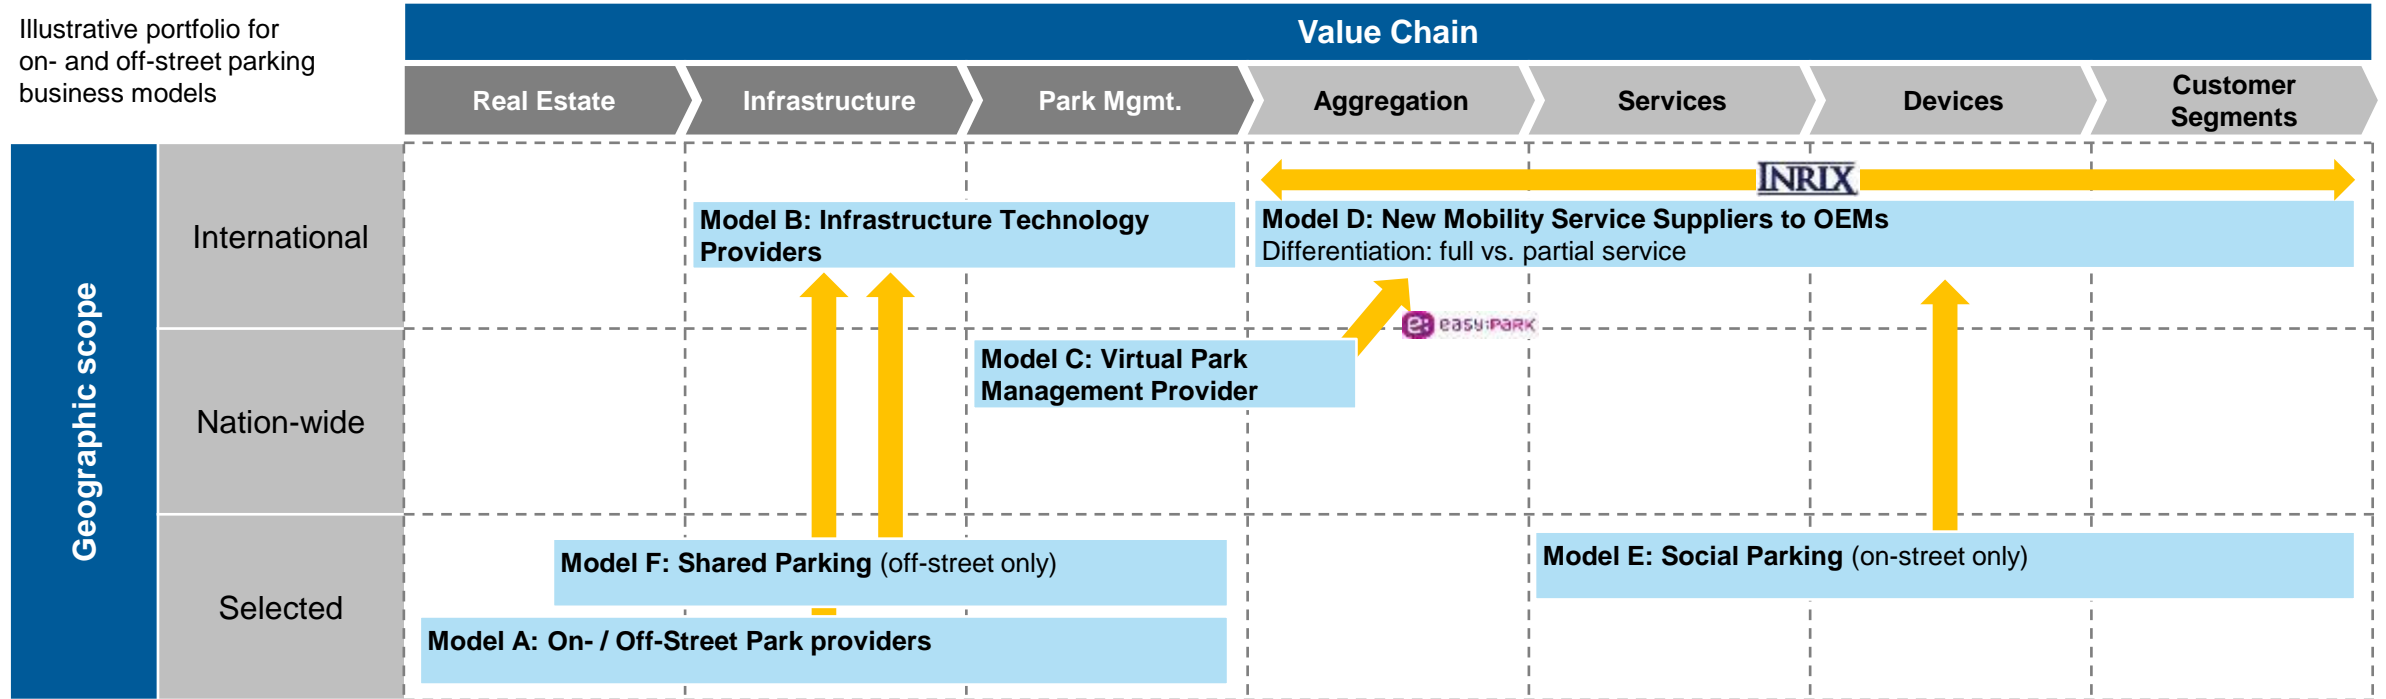 Illustrative portfolio for
on- and off-street parking
business models
Value Chain
Real Estate
Infrastructure
Park Mgmt.
Aggregation
Services
Devices
Customer
Segments
Geographic scope
International
INRIX
Model B: Infrastructure Technology
Providers
Model D: New Mobility Service Suppliers to OEMs
Differentiation: full vs. partial service
e: easy:park
Nation-wide
Model C: Virtual Park
Management Provider
Selected
Model F: Shared Parking (off-street only)
Model E: Social Parking (on-street only)
Model A: On- / Off-Street Park providers